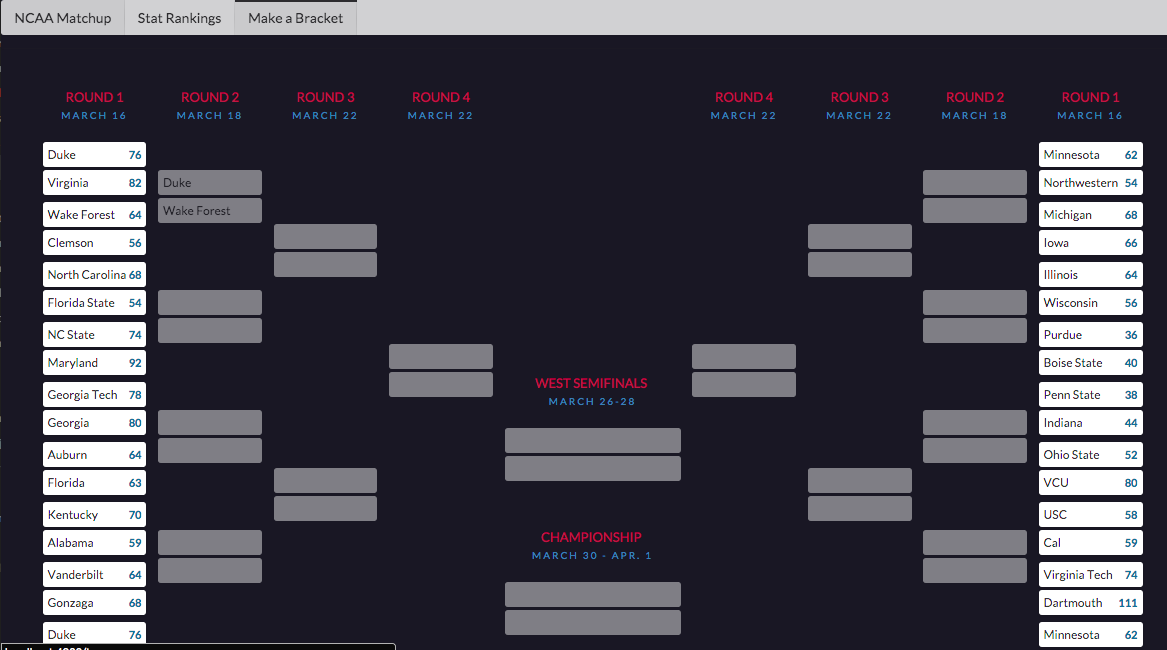 NCAA Matchup Stat Rankings Make a Bracket
ROUND 1 ROUND 2 ROUND 3 ROUND 4 ROUND 4 ROUND 3 ROUND 2 ROUND 1
MARCH 16 MARCH 18 MARCH 22 MARCH 22 MARCH 22 MARCH 22 MARCH 18 MARCH 16
Duke 76
Virginia 82
Wake Forest 64
Clemson 56
North Carolina 68
Florida State 54
NC State 74
Maryland 92
Georgia Tech 78
Georgia 80
Auburn 64
Florida 63
Kentucky 70
Alabama 59
Vanderbilt 64
Gonzaga 68
Duke 76
Duke
Wake Forest
WEST SEMIFINALS
MARCH 26-28
CHAMPIONSHIP
MARCH 30 - APR. 1
Minnesota 62
Northwestern 54
Michigan 68
Iowa 66
Illinois 64
Wisconsin 56
Purdue 36
Boise State 40
Penn State 38
Indiana 44
Ohio State 52
VCU 80
USC 58
Cal 59
Virginia Tech 74
Dartmouth 111
Minnesota 62